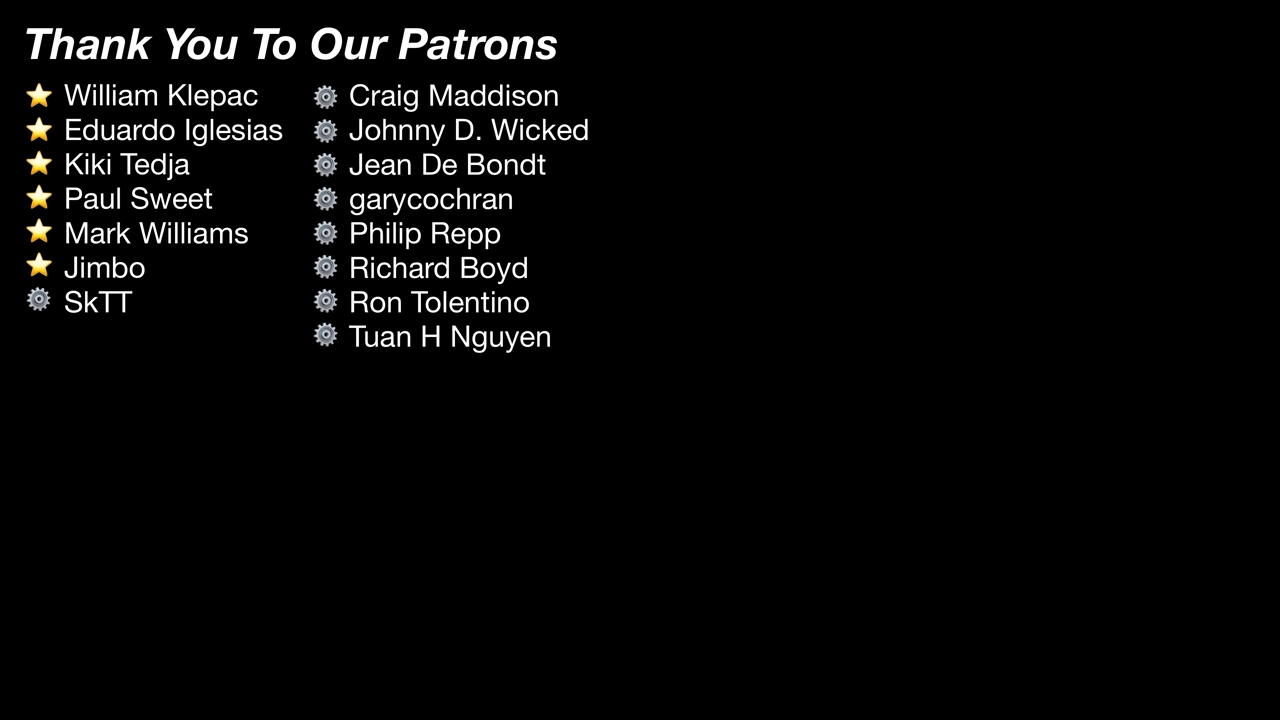 Thank You To Our Patrons
William Klepac
Eduardo Iglesias
Kiki Tedja
Paul Sweet
Mark Williams
Jimbo
SkTT
Craig Maddison
Johnny D. Wicked
Jean De Bondt
garycochran
Philip Repp
Richard Boyd
Ron Tolentino
Tuan H Nguyen